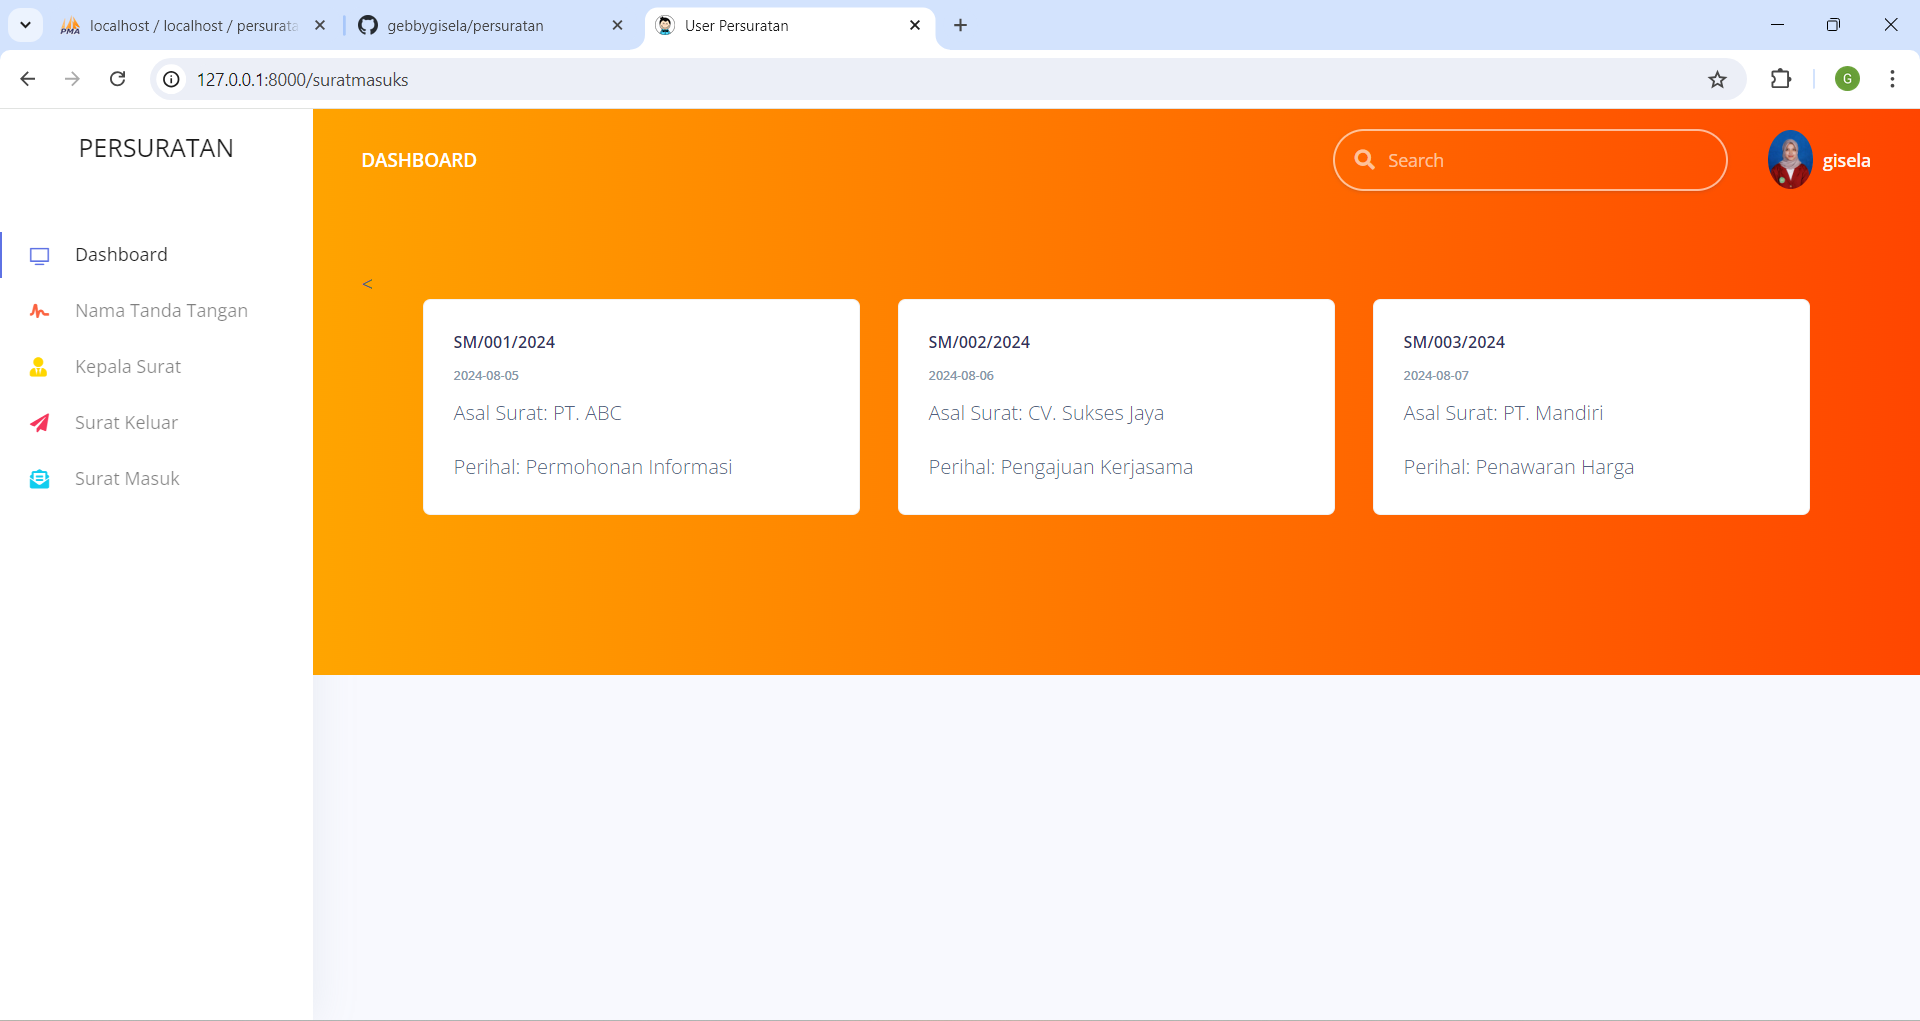 localhost / localhost / persurata
gebbygisela/persuratan
User Persuratan
127.0.0.1:8000/suratmasuks
G
PERSURATAN
DASHBOARD
Search
gisela
Dashboard
Nama Tanda Tangan
Kepala Surat
Surat Keluar
Surat Masuk
<
SM/001/2024
2024-08-05
Asal Surat: PT. ABC
Perihal: Permohonan Informasi
SM/002/2024
2024-08-06
Asal Surat: CV. Sukses Jaya
Perihal: Pengajuan Kerjasama
SM/003/2024
2024-08-07
Asal Surat: PT. Mandiri
Perihal: Penawaran Harga